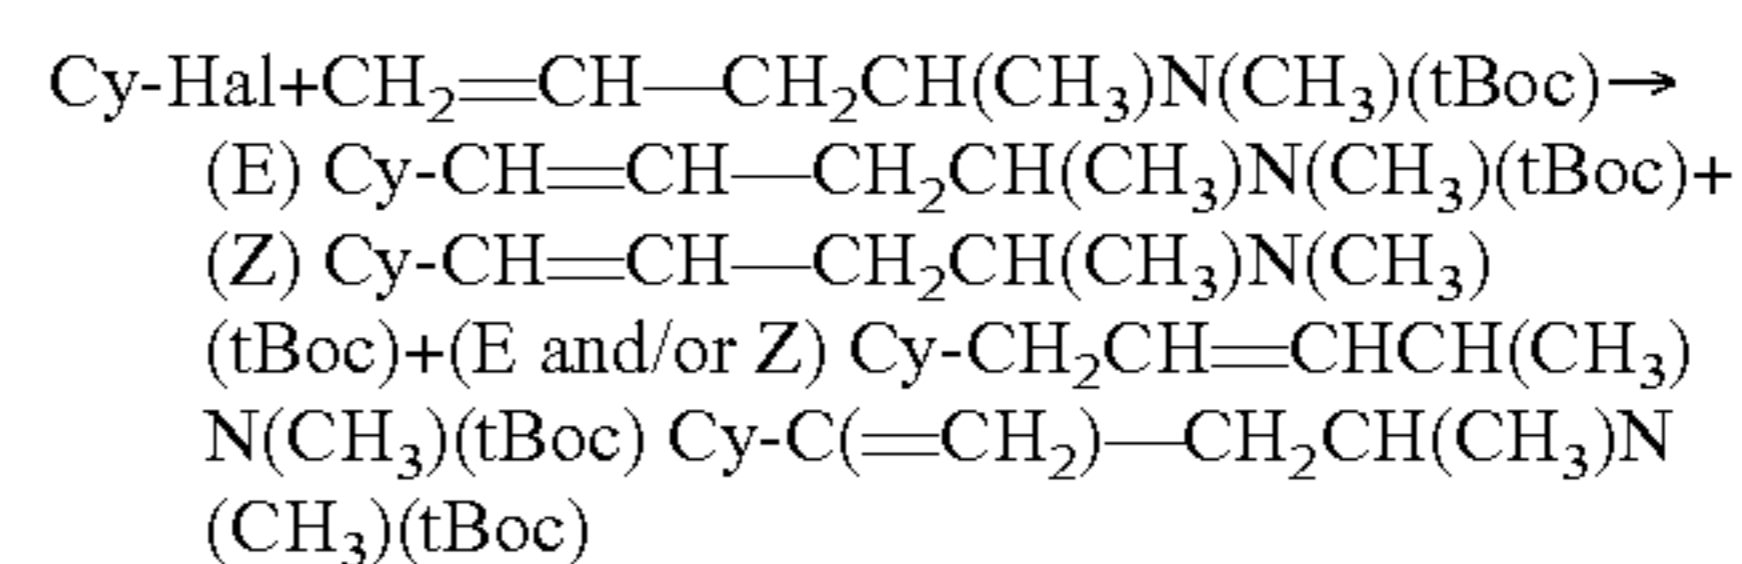 Cy-Hal+CH₂=CH—CH₂CH(CH₃)N(CH₃)(tBoc)→
(E) Cy-CH=CH—CH₂CH(CH₃)N(CH₃)(tBoc)+
(Z) Cy-CH=CH—CH₂CH(CH₃)N(CH₃)
(tBoc)+(E and/or Z) Cy-CH₂CH=CHCH(CH₃)
N(CH₃)(tBoc) Cy-C(=CH₂)—CH₂CH(CH₃)N
(CH₃)(tBoc)